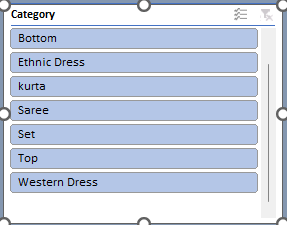 Category
Bottom
Ethnic Dress
kurta
Saree
Set
Top
Western Dress